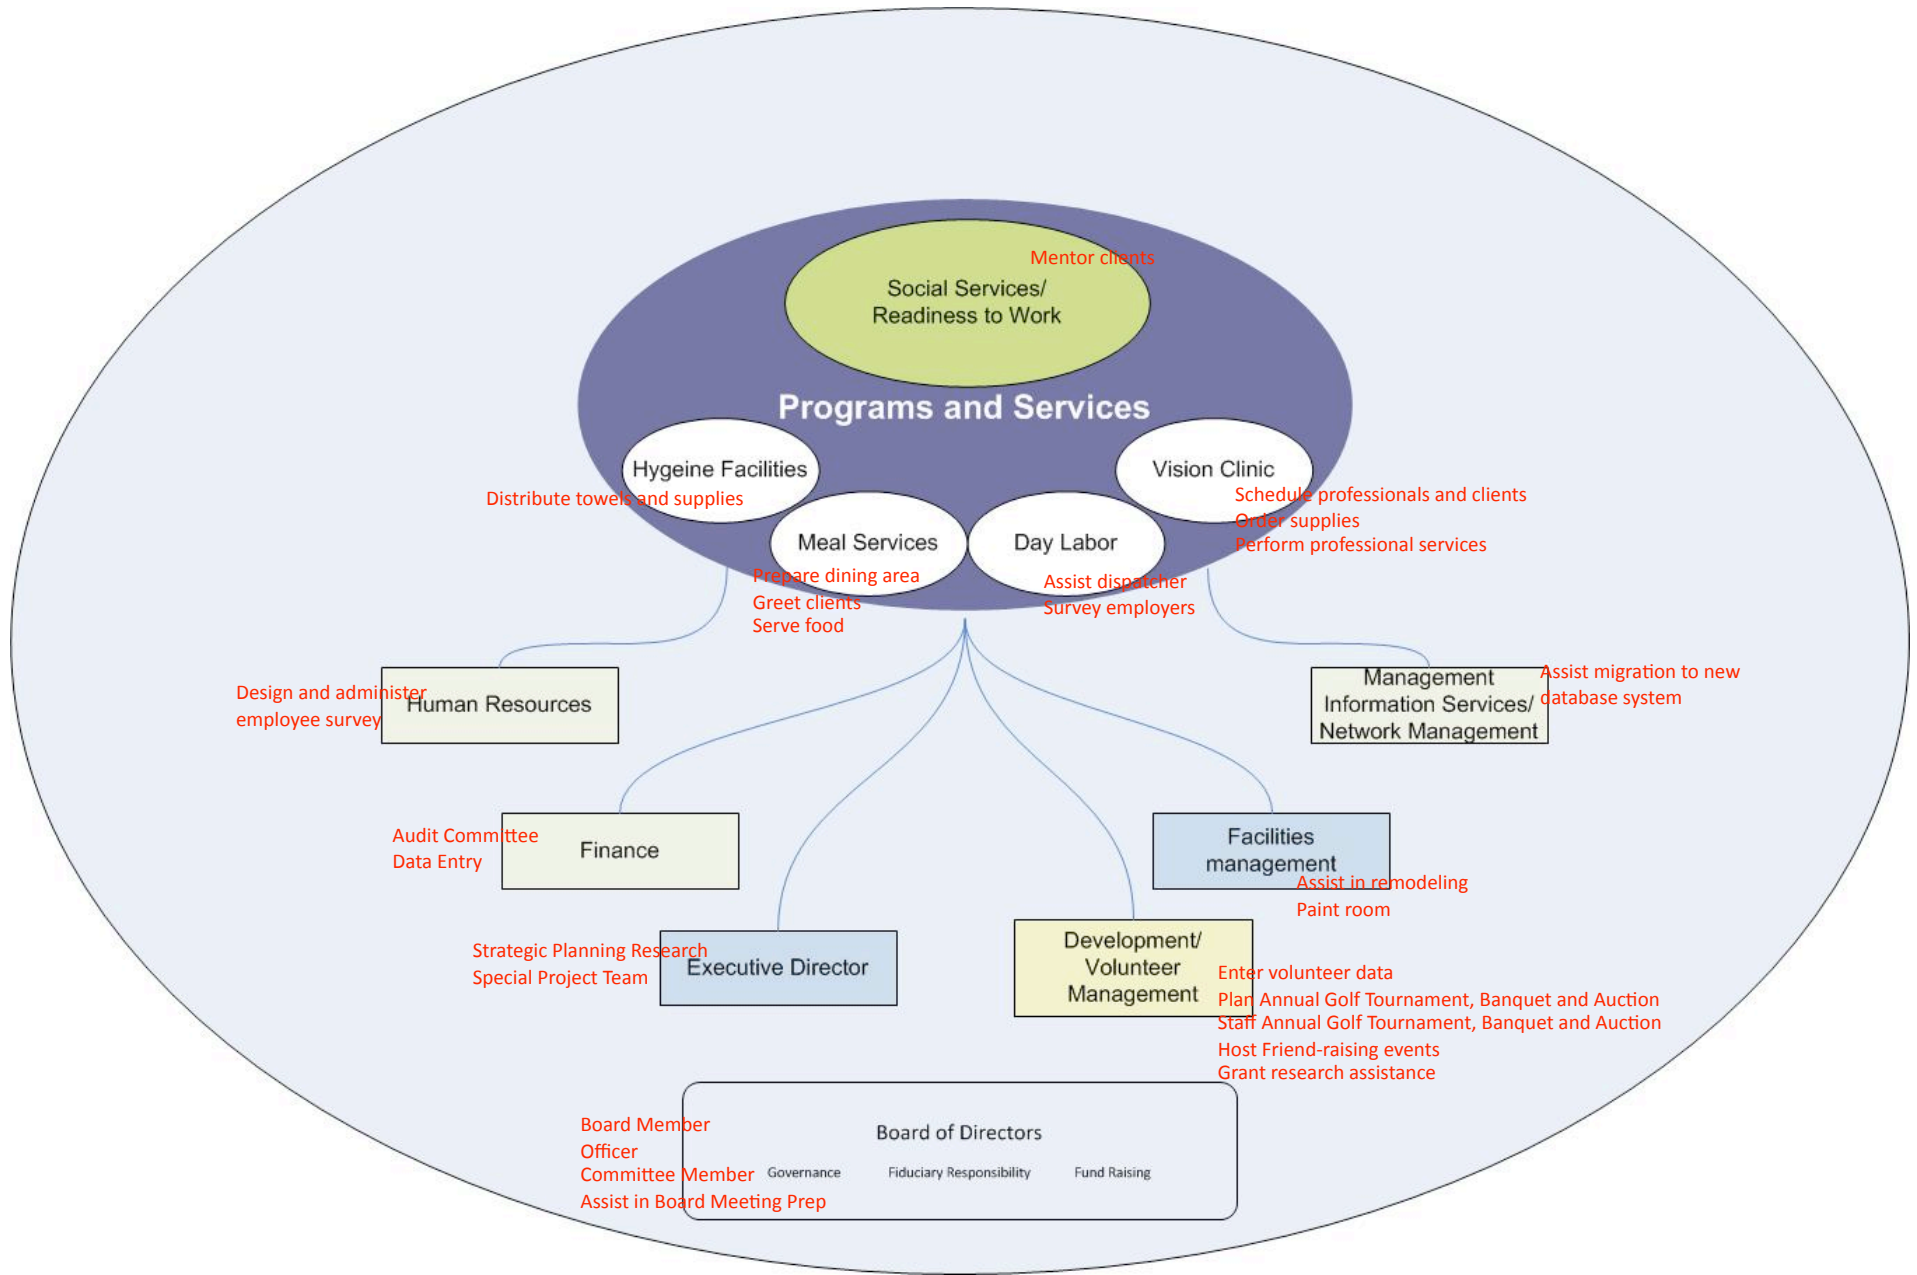 Mentor clients
Social Services/
Readiness to Work
Programs and Services
Hygeine Facilities
Distribute towels and supplies
Vision Clinic
Schedule professionals and clients
Order supplies
Perform professional services
Meal Services
Prepare dining area
Greet clients
Serve food
Day Labor
Assist dispatcher
Survey employers
Design and administer
employee survey
Human Resources
Management
Information Services/
Network Management
Assist migration to new
database system
Audit Committee
Data Entry
Finance
Facilities
management
Assist in remodeling
Paint room
Strategic Planning Research
Special Project Team
Executive Director
Development/
Volunteer
Management
Enter volunteer data
Plan Annual Golf Tournament, Banquet and Auction
Staff Annual Golf Tournament, Banquet and Auction
Host Friend-raising events
Grant research assistance
Board Member
Officer
Committee Member
Assist in Board Meeting Prep
Board of Directors
Governance
Fiduciary Responsibility
Fund Raising